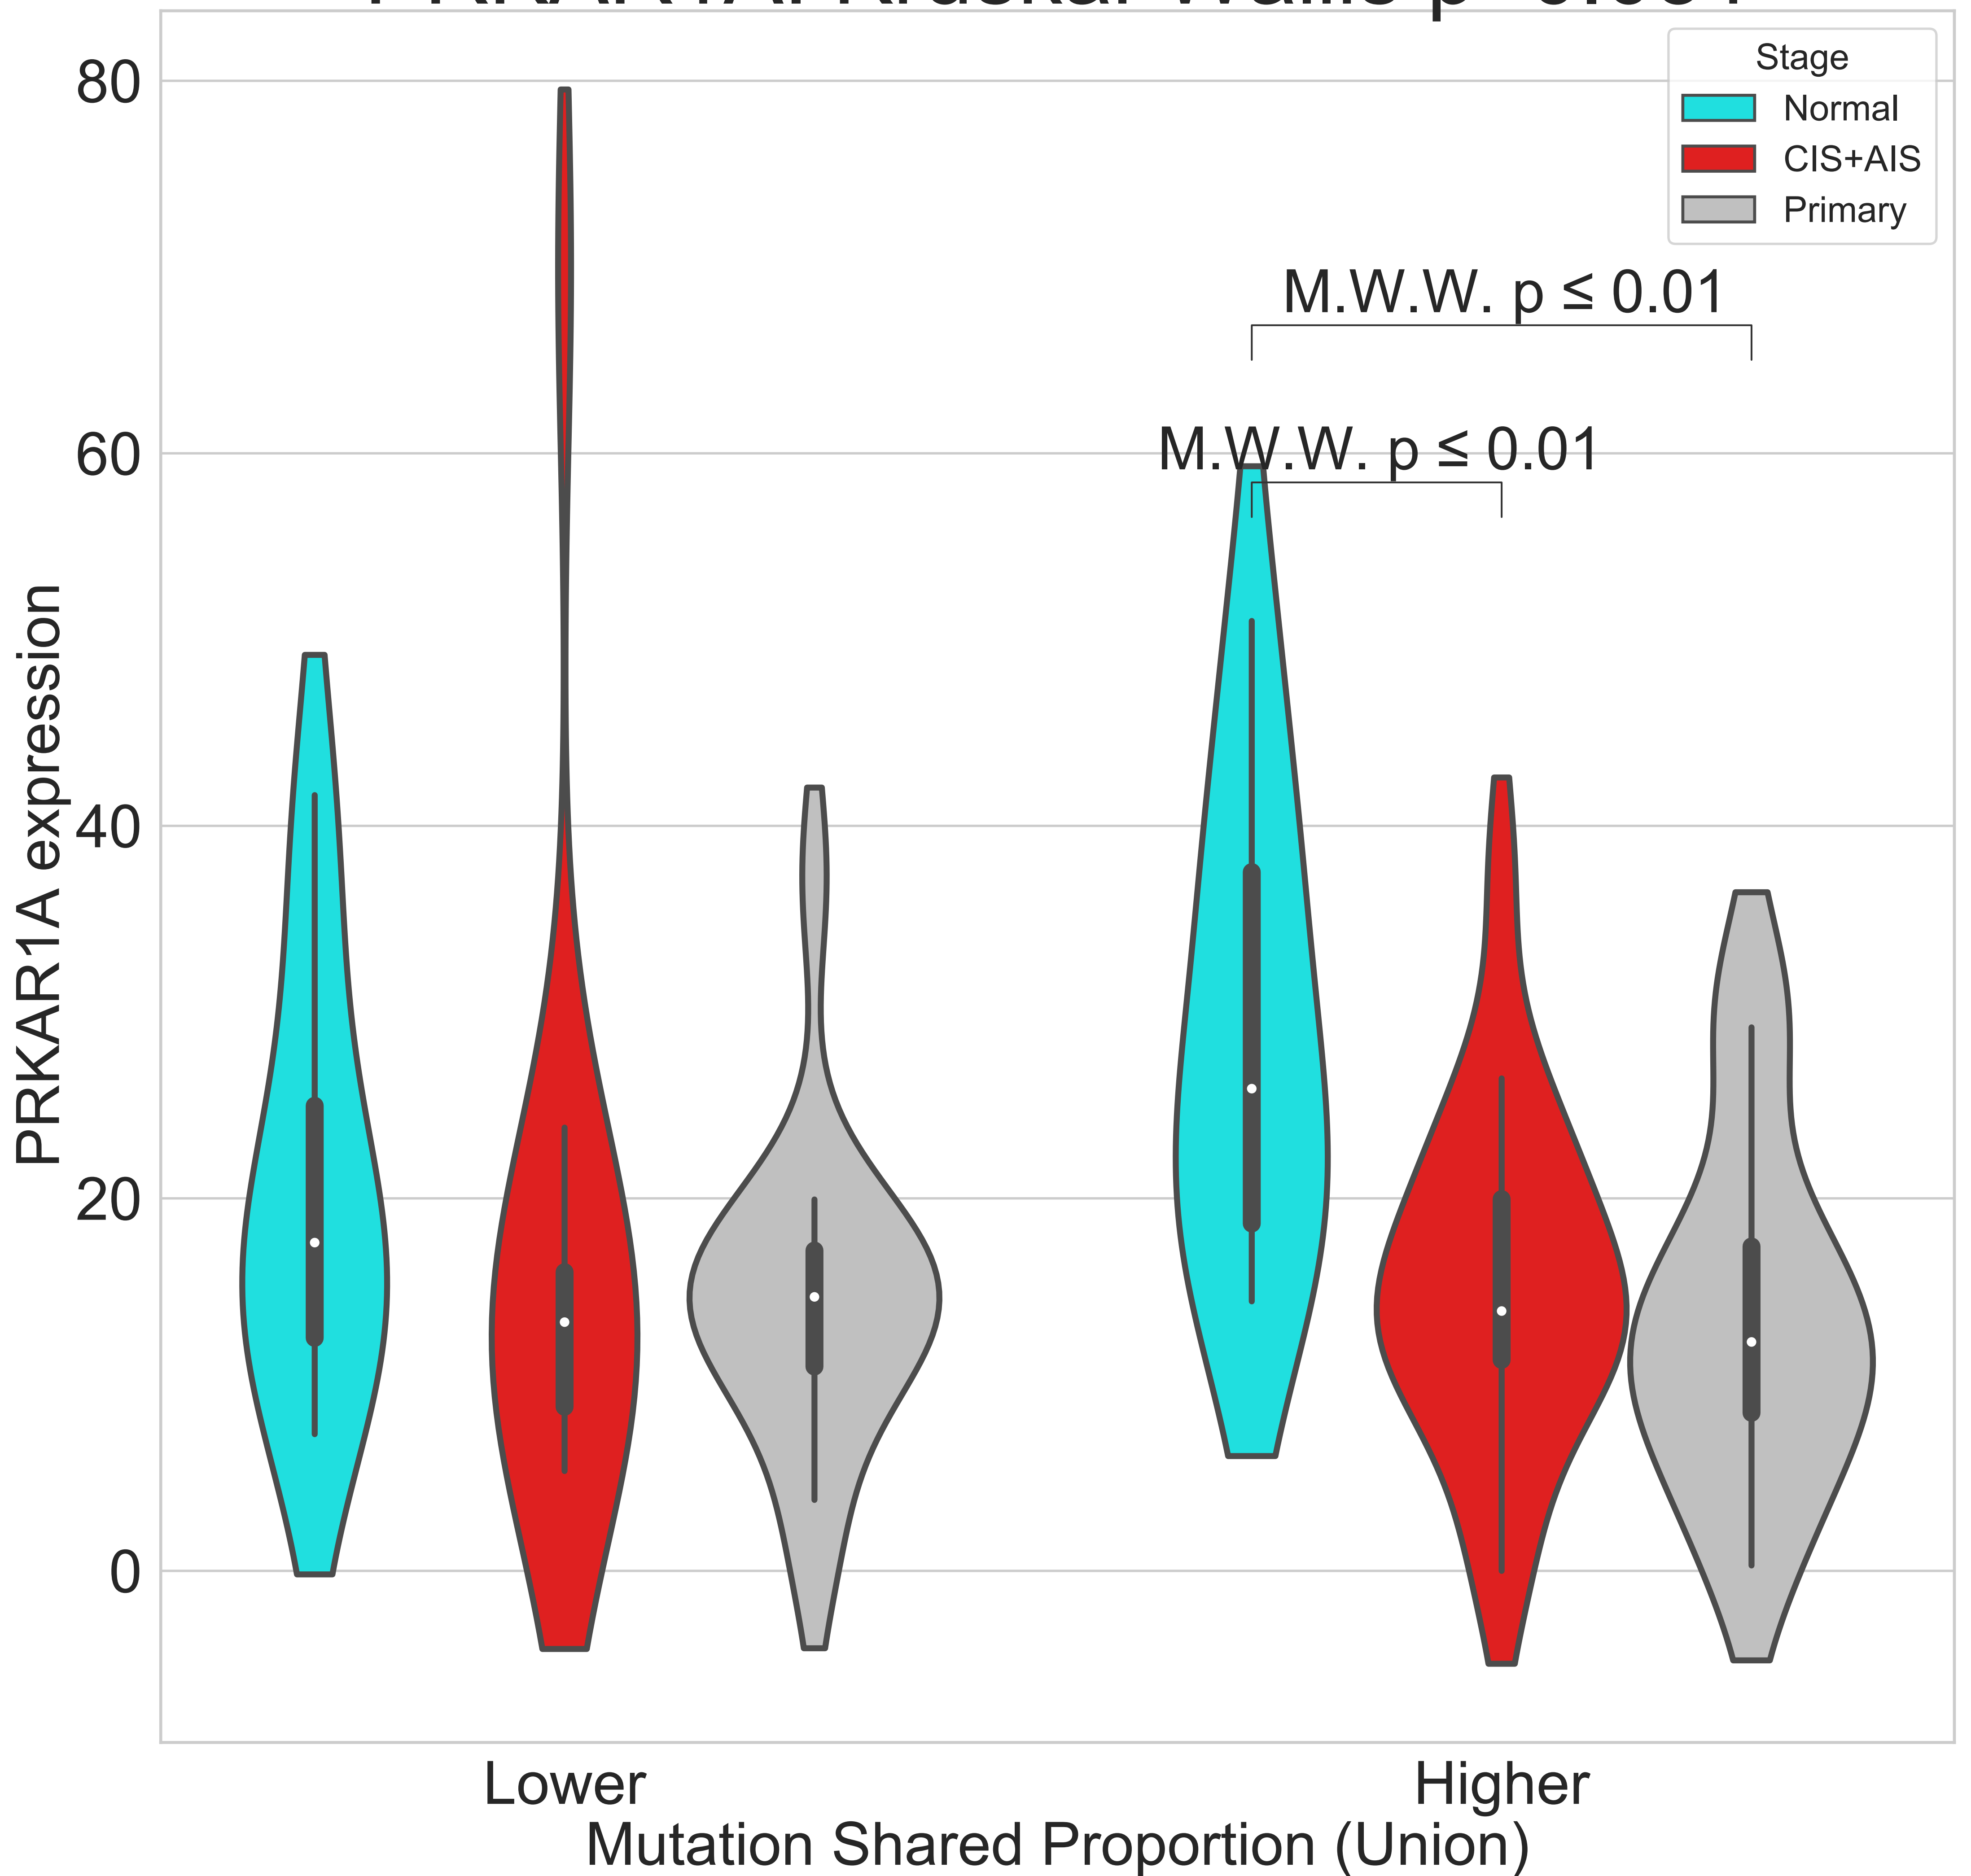 80
60
40
20
0
PRKAR1A expression
Stage
Normal
CIS+AIS
Primary
M.W.W. p ≤ 0.01
M.W.W. p ≤ 0.01
Lower
Higher
Mutation Shared Proportion (Union)